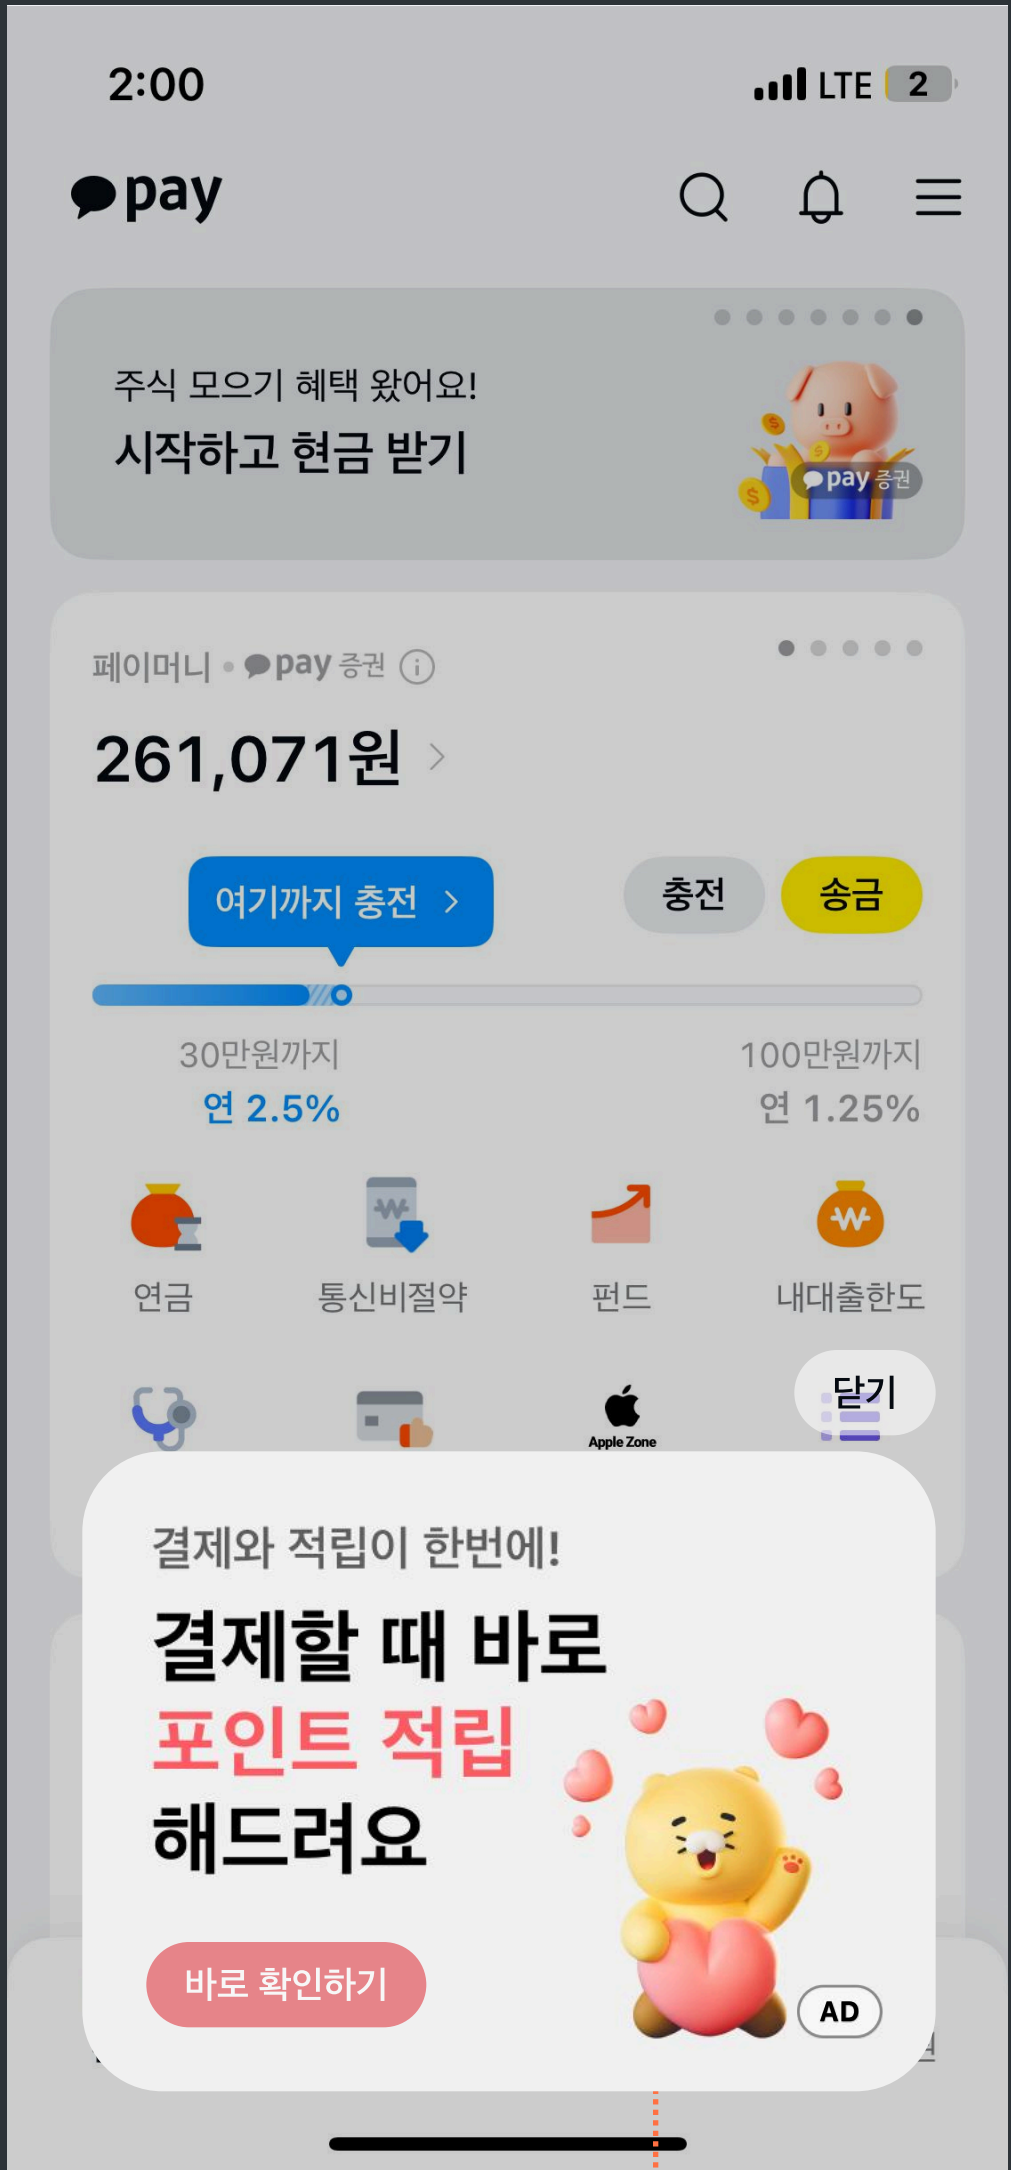 2:00
LTE 2
pay
주식 모으기 혜택 왔어요!
시작하고 현금 받기
pay 증권
페이머니 • pay 증권
261,071원
여기까지 충전
충전
송금
30만원까지
100만원까지
연 2.5%
연 1.25%
연금
통신비절약
펀드
내대출한도
Apple Zone
닫기
결제와 적립이 한번에!
결제할 때 바로
포인트 적립
해드려요
바로 확인하기
AD